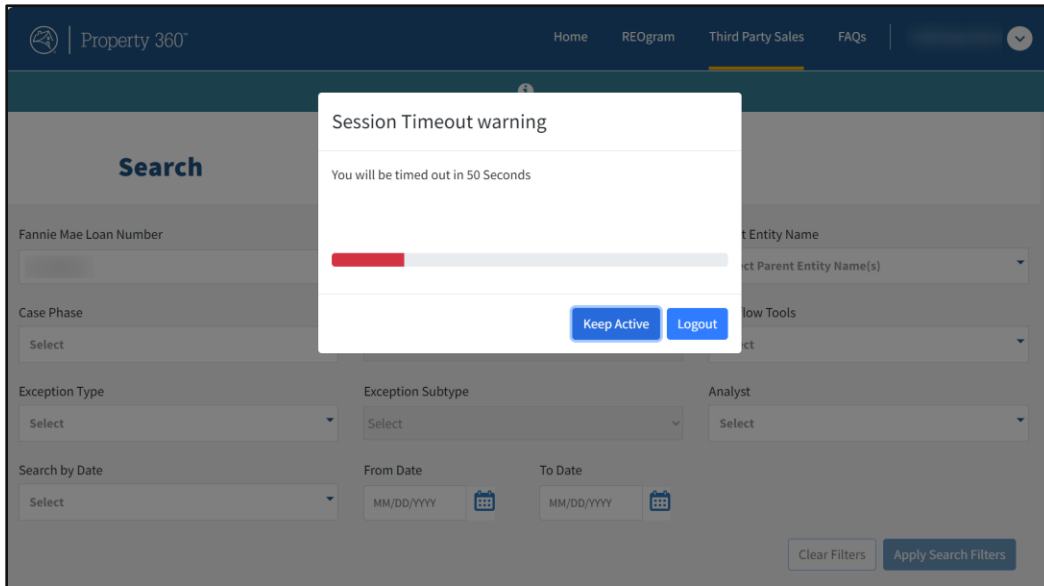 Property 360™
Home REOgram Third Party Sales FAQs
Session Timeout warning
Search
You will be timed out in 50 Seconds
Fannie Mae Loan Number
t Entity Name
ct Parent Entity Name(s)
Case Phase
low Tools
Keep Active Logout
Select
ct
Exception Type Exception Subtype Analyst
Select Select Select
Search by Date From Date To Date
Select MM/DD/YYYY MM/DD/YYYY
Clear Filters Apply Search Filters